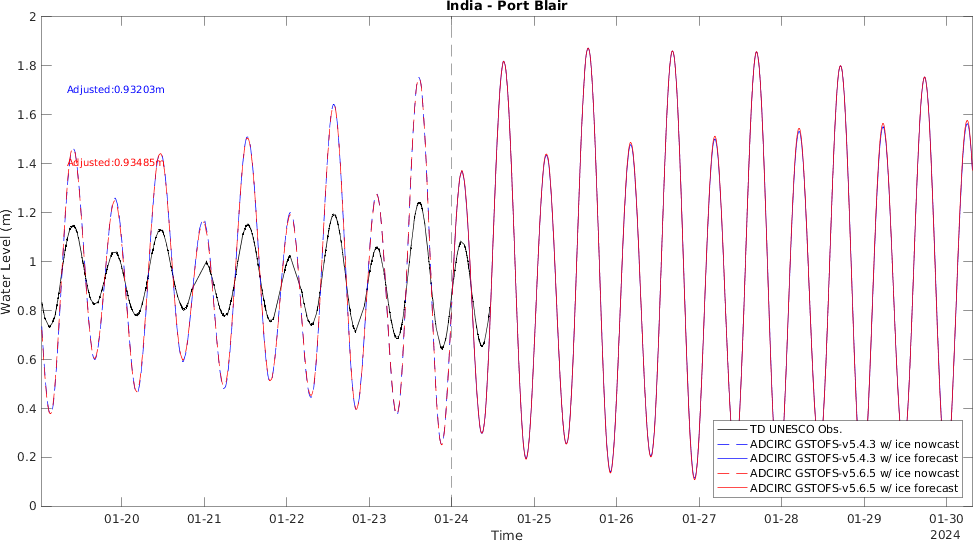 India - Port Blair
2
1.8
1.6
1.4
1.2
1
0.8
0.6
0.4
0.2
0
Water Level (m)
Adjusted:0.93203m
Adjusted:0.93485m
TD UNESCO Obs.
ADCIRC GSTOFS-v5.4.3 w/ ice nowcast
ADCIRC GSTOFS-v5.4.3 w/ ice forecast
ADCIRC GSTOFS-v5.6.5 w/ ice nowcast
ADCIRC GSTOFS-v5.6.5 w/ ice forecast
01-20 01-21 01-22 01-23 01-24 01-25 01-26 01-27 01-28 01-29 01-30
Time
2024